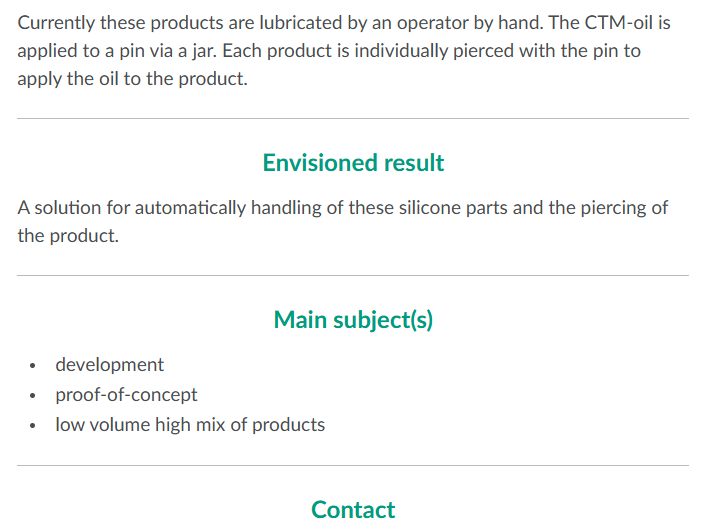 Currently these products are lubricated by an operator by hand. The CTM-oil is
applied to a pin via a jar. Each product is individually pierced with the pin to
apply the oil to the product.
Envisioned result
A solution for automatically handling of these silicone parts and the piercing of
the product.
Main subject(s)
• development
• proof-of-concept
• low volume high mix of products
Contact